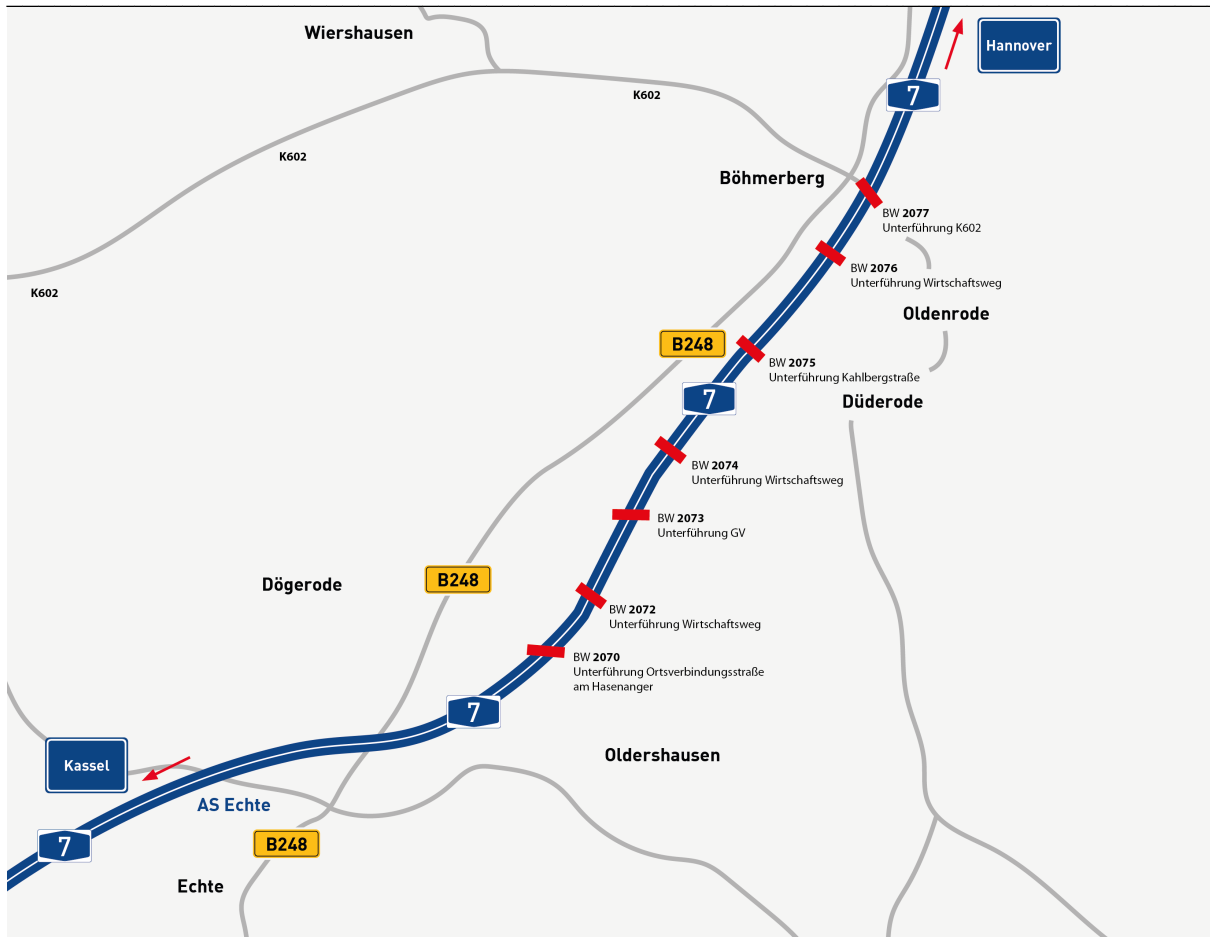 Wiershausen
Hannover
7
K602
K602
Böhmerberg
BW 2077
Unterführung K602
BW 2076
Unterführung Wirtschaftsweg
K602
Oldenrode
B248
BW 2075
Unterführung Kahlbergstraße
7
Düderode
BW 2074
Unterführung Wirtschaftsweg
BW 2073
Unterführung GV
Dögerode
B248
BW 2072
Unterführung Wirtschaftsweg
BW 2070
Unterführung Ortsverbindungsstraße
am Hasenanger
7
Oldershausen
Kassel
AS Echte
7
B248
Echte